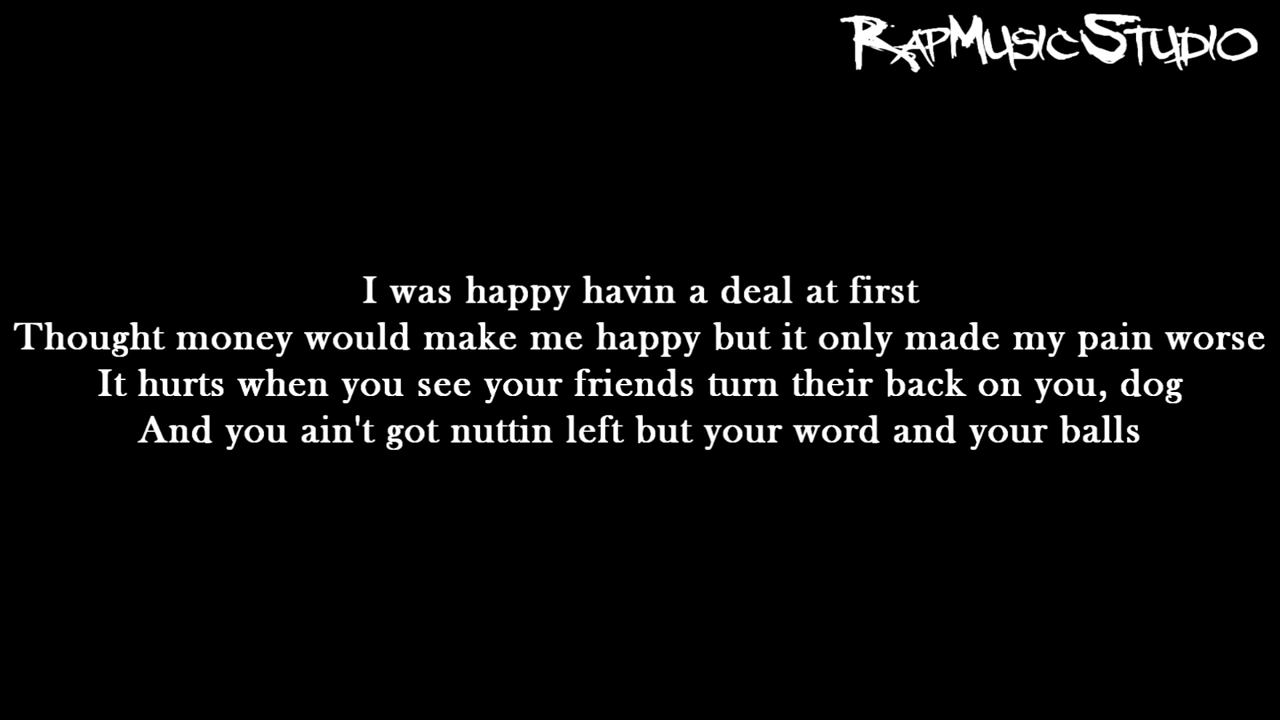 RapMusicStudio
I was happy havin a deal at first
Thought money would make me happy but it only made my pain worse
It hurts when you see your friends turn their back on you, dog
And you ain't got nuttin left but your word and your balls